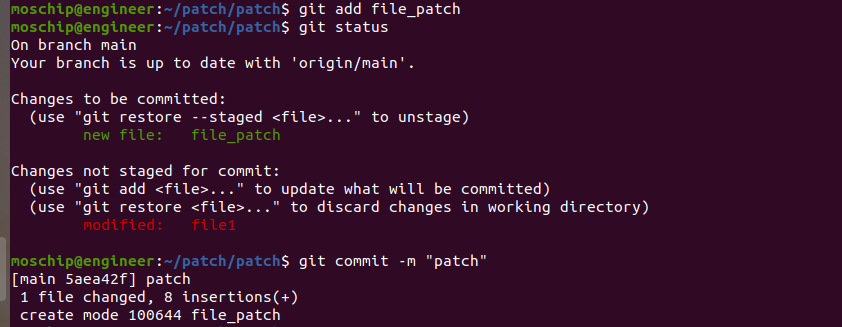 moschip@engineer:~/patch/patch$ git add file_patch
moschip@engineer:~/patch/patch$ git status
On branch main
Your branch is up to date with 'origin/main'.

Changes to be committed:
  (use "git restore --staged <file>..." to unstage)
        new file:   file_patch

Changes not staged for commit:
  (use "git add <file>..." to update what will be committed)
  (use "git restore <file>..." to discard changes in working directory)
        modified:   file1

moschip@engineer:~/patch/patch$ git commit -m "patch"
[main 5aea42f] patch
 1 file changed, 8 insertions(+)
 create mode 100644 file_patch